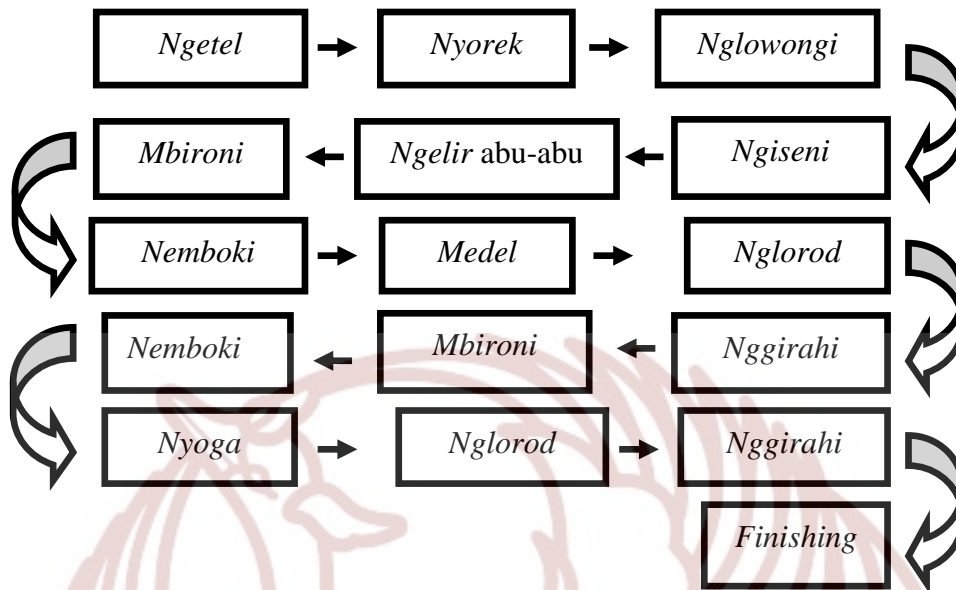 Ngetel Nyorek Nglowongi
Mbironi Ngelir abu-abu Ngiseni
Nemboki Medel Nglorod
Nemboki Mbironi Nggirahi
Nyoga Nglorod Nggirahi
Finishing